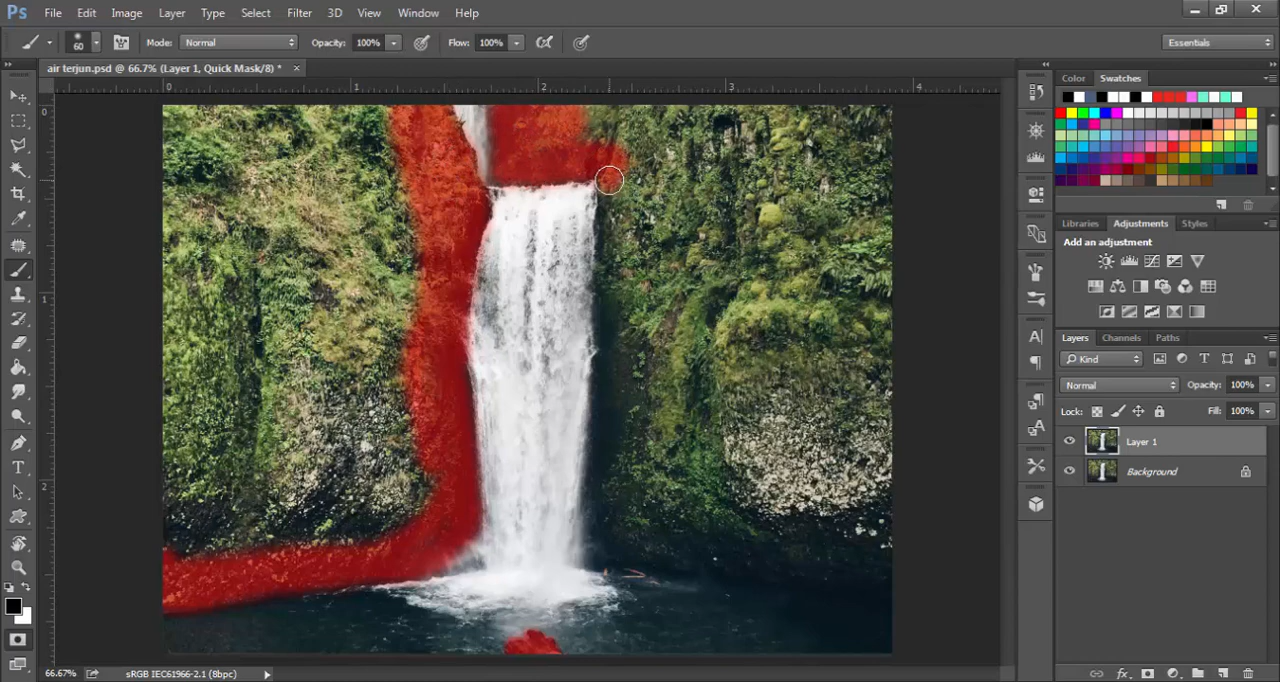 Ps File Edit Image Layer Type Select Filter 3D View Window Help
60 Mode: Normal Opacity: 100% Flow: 100% Essentials
air terjun.psd @ 66.7% (Layer 1, Quick Mask/8) * ×
0 1 2 3 4
0
1
2
Color Swatches
Libraries Adjustments Styles
Add an adjustment
Layers Channels Paths
Kind
Normal Opacity: 100%
Lock: Fill: 100%
Layer 1
Background
66.67% sRGB IEC61966-2.1 (8bpc)